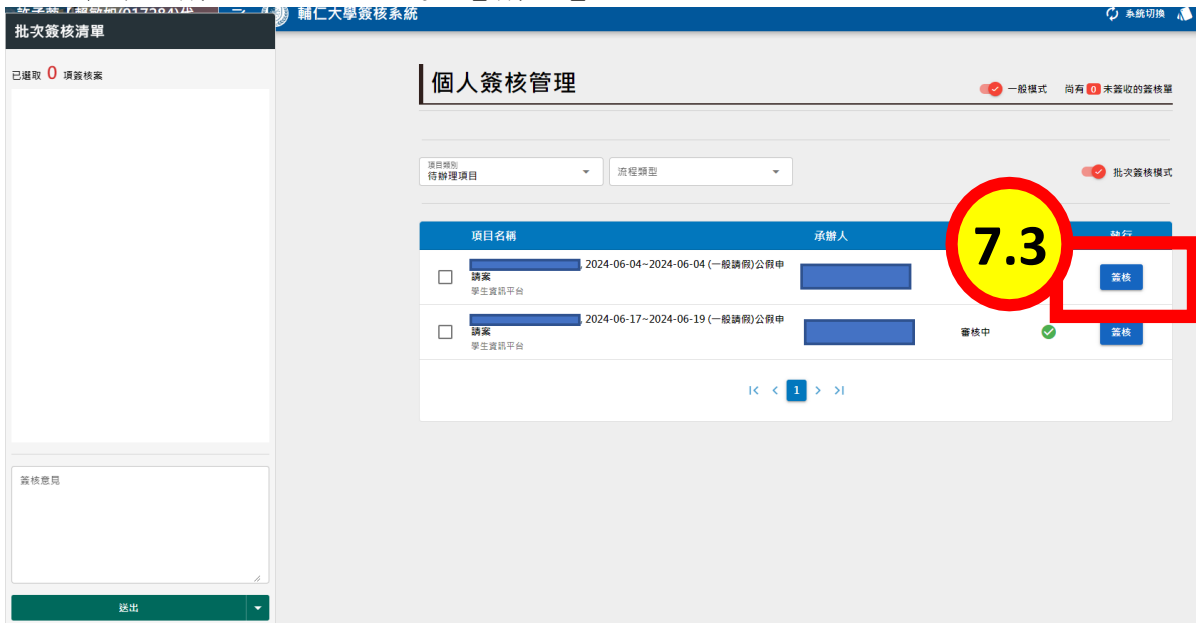 輔仁大學簽核系統
系統切換
批次簽核清單
已選取 0 項簽核案
個人簽核管理
一般模式
尚有 0 未簽收的簽核單
項目類別
待辦理項目
流程類型
批次簽核模式
項目名稱
承辦人
執行
7.3
, 2024-06-04~2024-06-04 (一般請假)公假申
請案
學生資訊平台
簽核
, 2024-06-17~2024-06-19 (一般請假)公假申
請案
學生資訊平台
審核中
簽核
1
簽核意見
送出